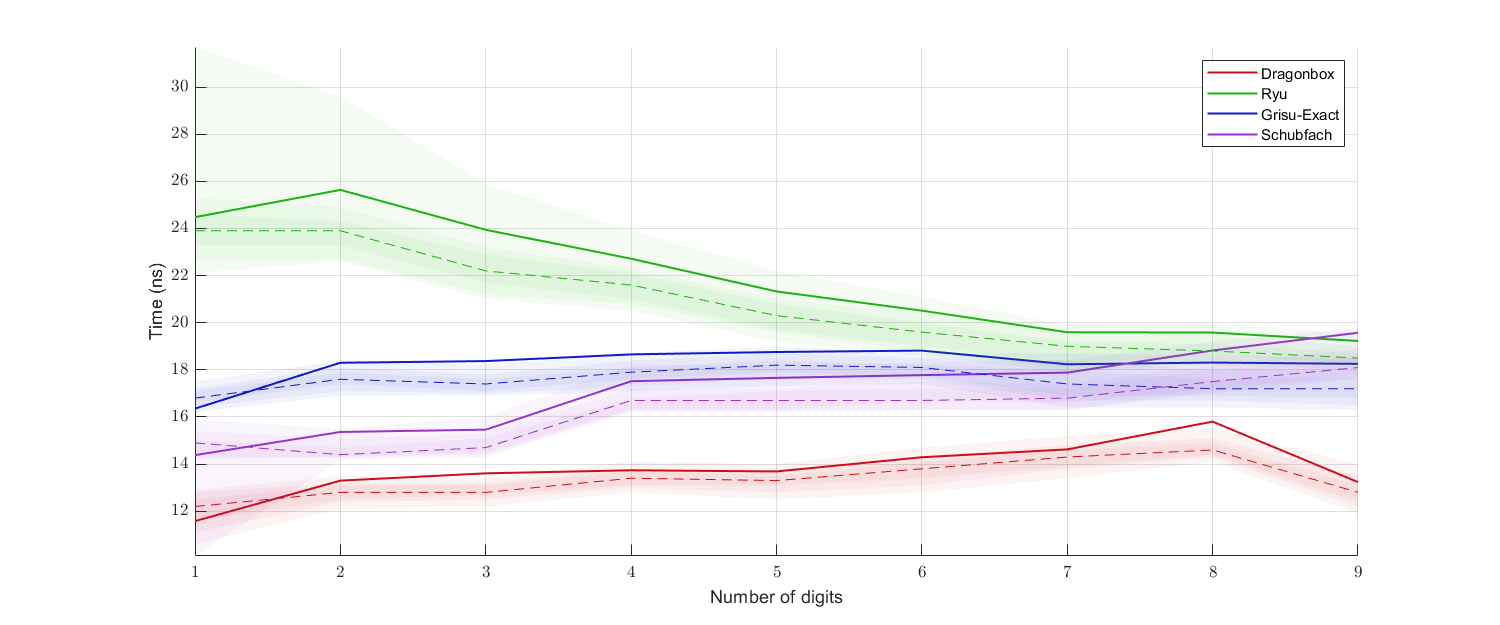 Dragonbox
Ryu
Grisu-Exact
Schubfach
Time (ns)
30
28
26
24
22
20
18
16
14
12
1 2 3 4 5 6 7 8 9
Number of digits